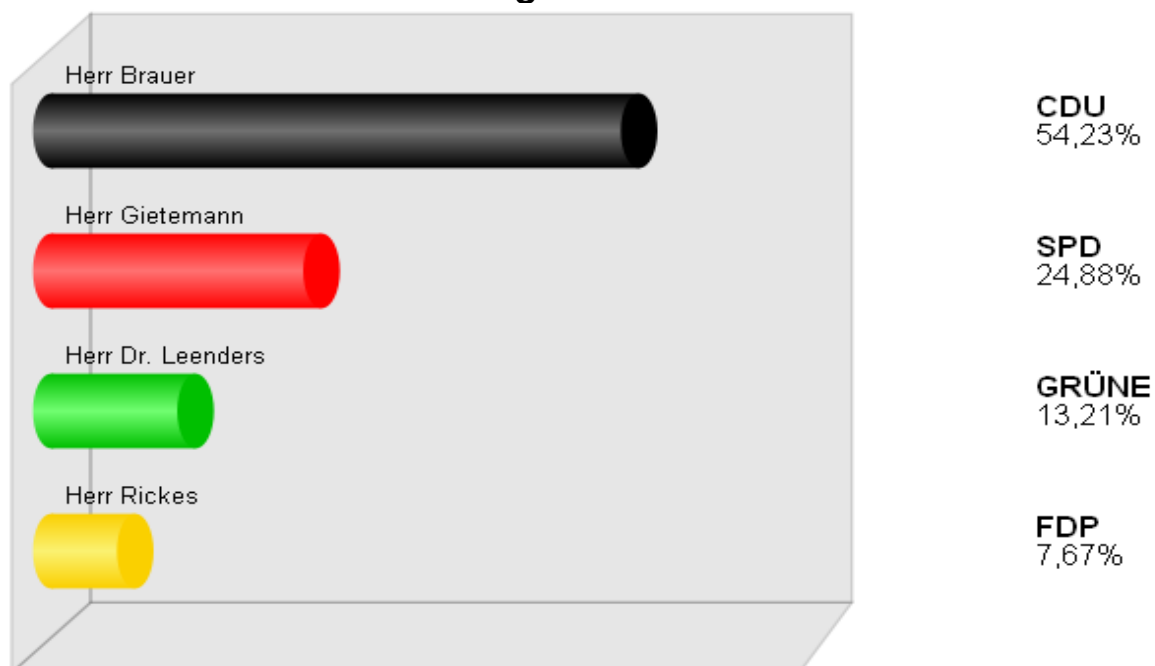 Herr Brauer
CDU
54,23%
Herr Gietemann
SPD
24,88%
Herr Dr. Leenders
GRÜNE
13,21%
Herr Rickes
FDP
7,67%